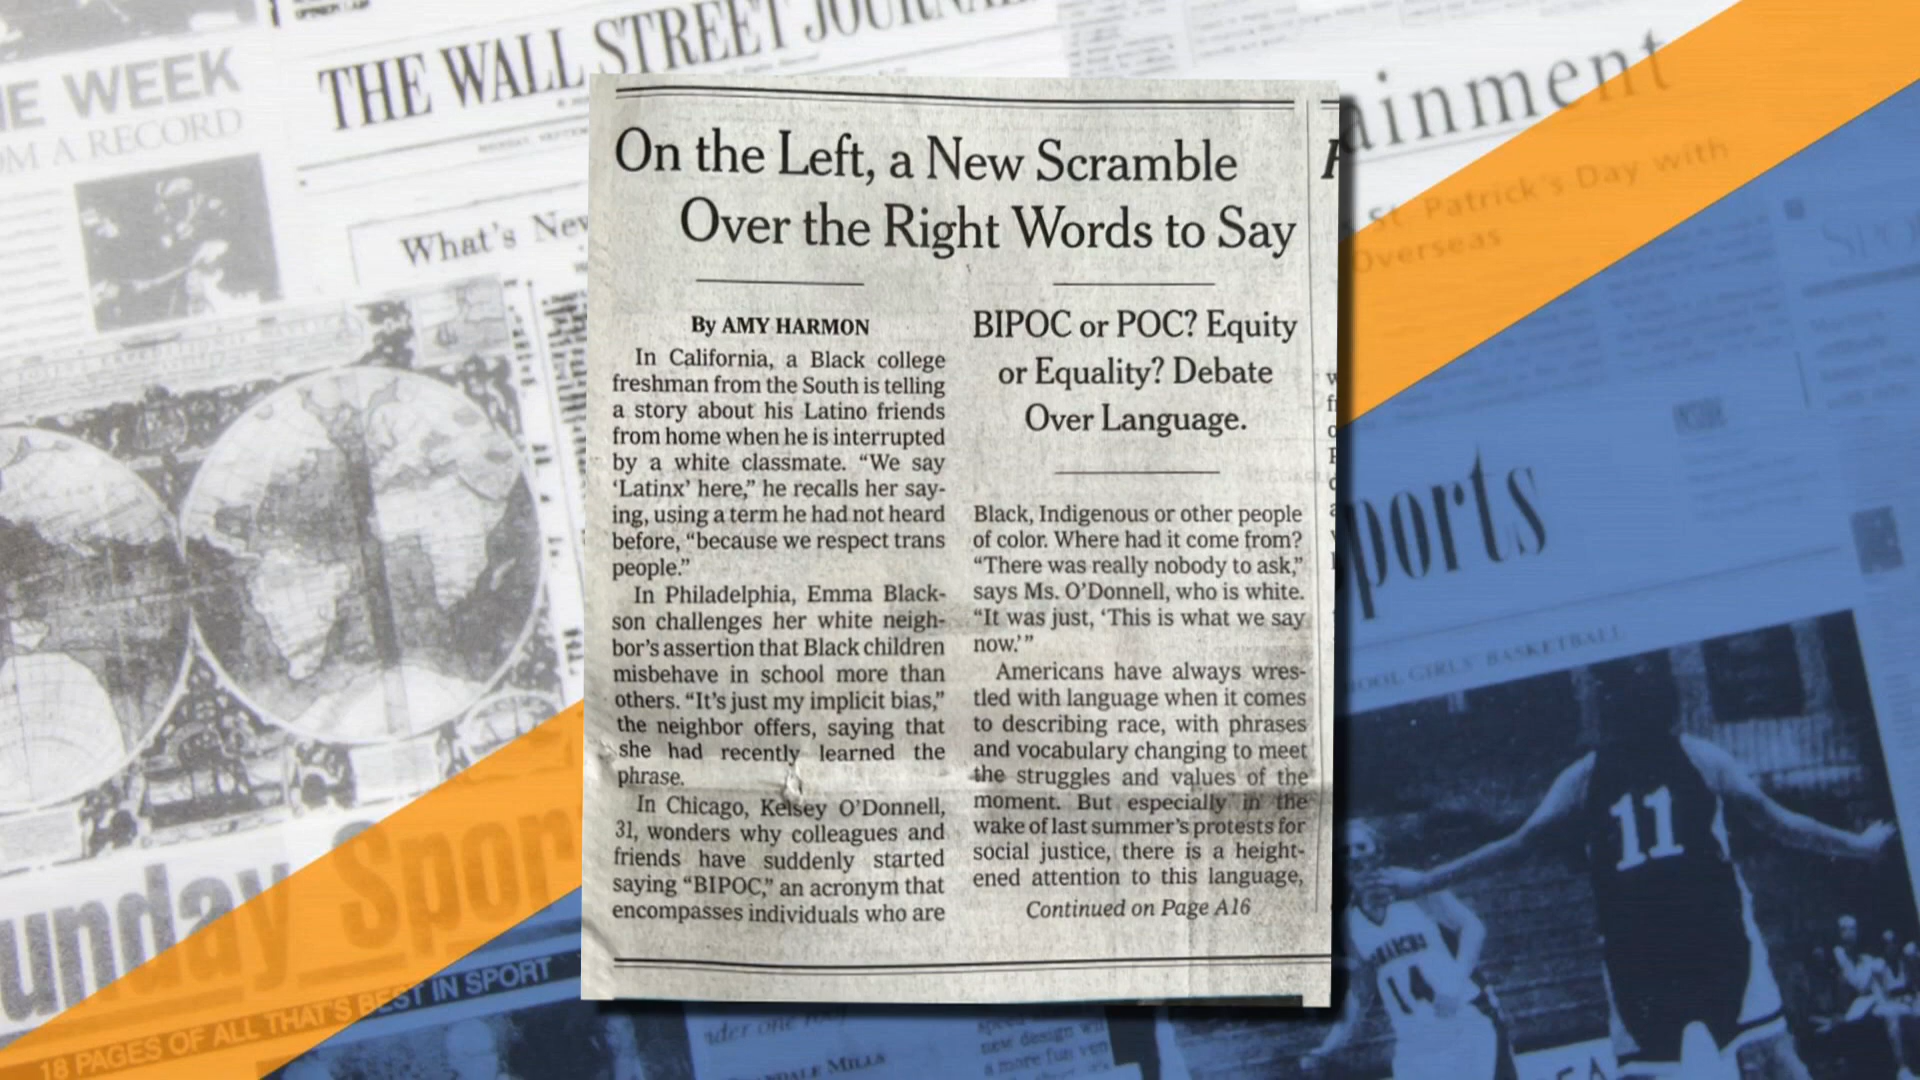 THE WEEK
OM A RECORD
THE WALL STREET JOURNAL
What's New
ainment
St. Patrick's Day with
Overseas
On the Left, a New Scramble
Over the Right Words to Say
By AMY HARMON
In California, a Black college
freshman from the South is telling
a story about his Latino friends
from home when he is interrupted
by a white classmate. “We say
‘Latinx’ here,” he recalls her say-
ing, using a term he had not heard
before, “because we respect trans
people.”
In Philadelphia, Emma Black-
son challenges her white neigh-
bor’s assertion that Black children
misbehave in school more than
others. “It’s just my implicit bias,”
the neighbor offers, saying that
she had recently learned the
phrase.
In Chicago, Kelsey O’Donnell,
31, wonders why colleagues and
friends have suddenly started
saying “BIPOC,” an acronym that
encompasses individuals who are
BIPOC or POC? Equity
or Equality? Debate
Over Language.
Black, Indigenous or other people
of color. Where had it come from?
“There was really nobody to ask,”
says Ms. O’Donnell, who is white.
“It was just, ‘This is what we say
now.’”
Americans have always wres-
tled with language when it comes
to describing race, with phrases
and vocabulary changing to meet
the struggles and values of the
moment. But especially in the
wake of last summer’s protests for
social justice, there is a height-
ened attention to this language,
Continued on Page A16
ports
OOL GIRLS' BASKETBALL
11
14
unday Spor
18 PAGES OF ALL THAT'S BEST IN SPORT